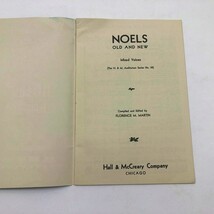 NOELS
OLD AND NEW
Mixed Voices
Compiled and Edited by
FLORENCE M. MARTIN
Hall & McCreary Company
CHICAGO